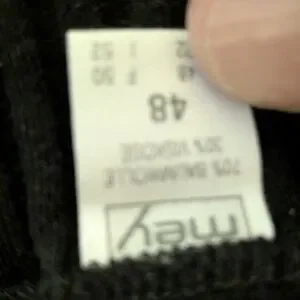 mey
70% BAUMWOLLE
30% VISKOSE
48
F 50
I 52